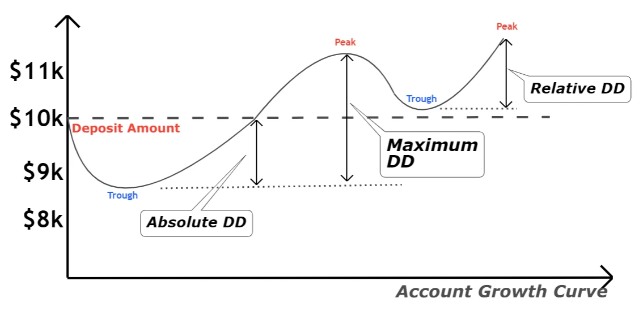 Peak
Peak
$11k
Relative DD
Trough
$10k
Deposit Amount
Maximum
DD
$9k
Trough
$8k
Absolute DD
Account Growth Curve